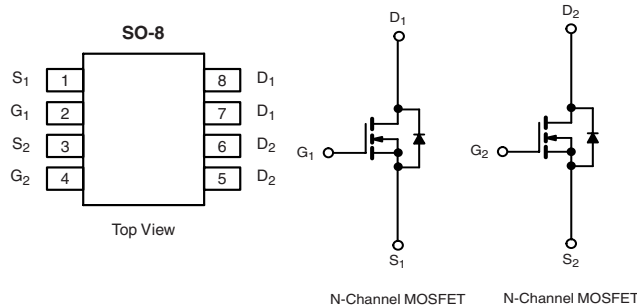 SO-8
S1 1 8 D1
G1 2 7 D1
S2 3 6 D2
G2 4 5 D2
Top View
D1
G1
S1
N-Channel MOSFET
D2
G2
S2
N-Channel MOSFET